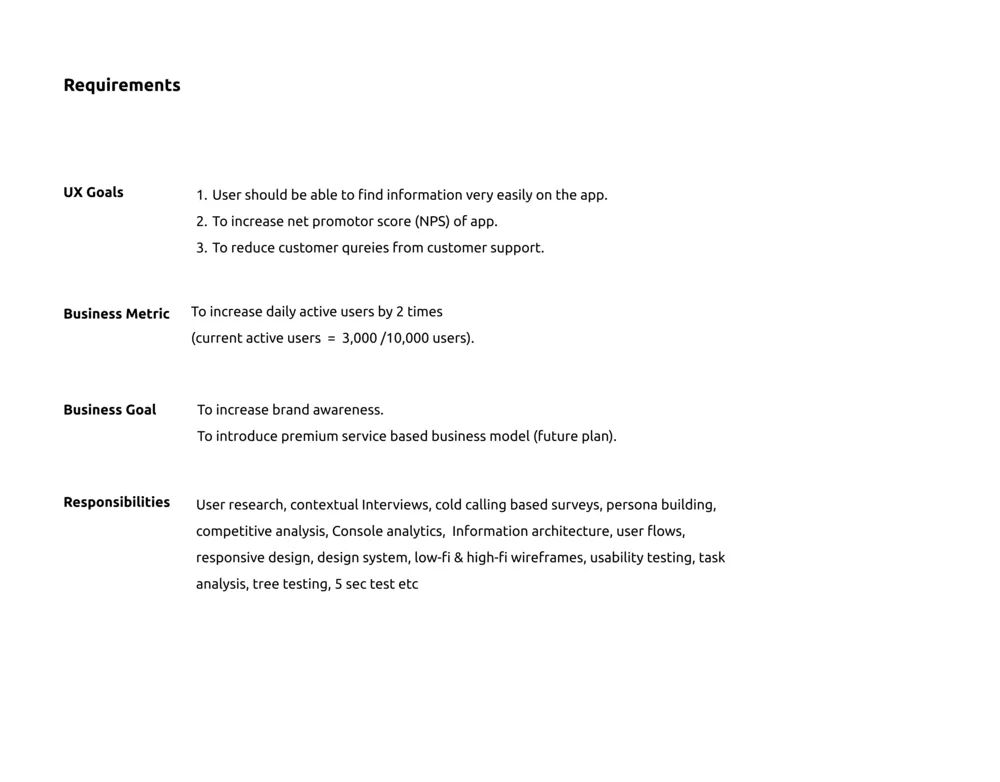 Requirements
UX Goals
1. User should be able to find information very easily on the app.
2. To increase net promotor score (NPS) of app.
3. To reduce customer qureies from customer support.
Business Metric
To increase daily active users by 2 times
(current active users = 3,000 /10,000 users).
Business Goal
To increase brand awareness.
To introduce premium service based business model (future plan).
Responsibilities
User research, contextual Interviews, cold calling based surveys, persona building,
competitive analysis, Console analytics, Information architecture, user flows,
responsive design, design system, low-fi & high-fi wireframes, usability testing, task
analysis, tree testing, 5 sec test etc